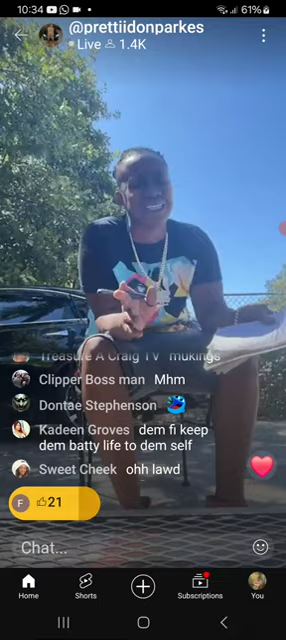 10:34
61%
@prettiidonparkes
Live 1.4K
Treasure A Craig TV mukings
Clipper Boss man Mhm
Dontae Stephenson
Kadeen Groves dem fi keep
dem batty life to dem self
Sweet Cheek ohh lawd
F 21
Chat...
Home Shorts Subscriptions You